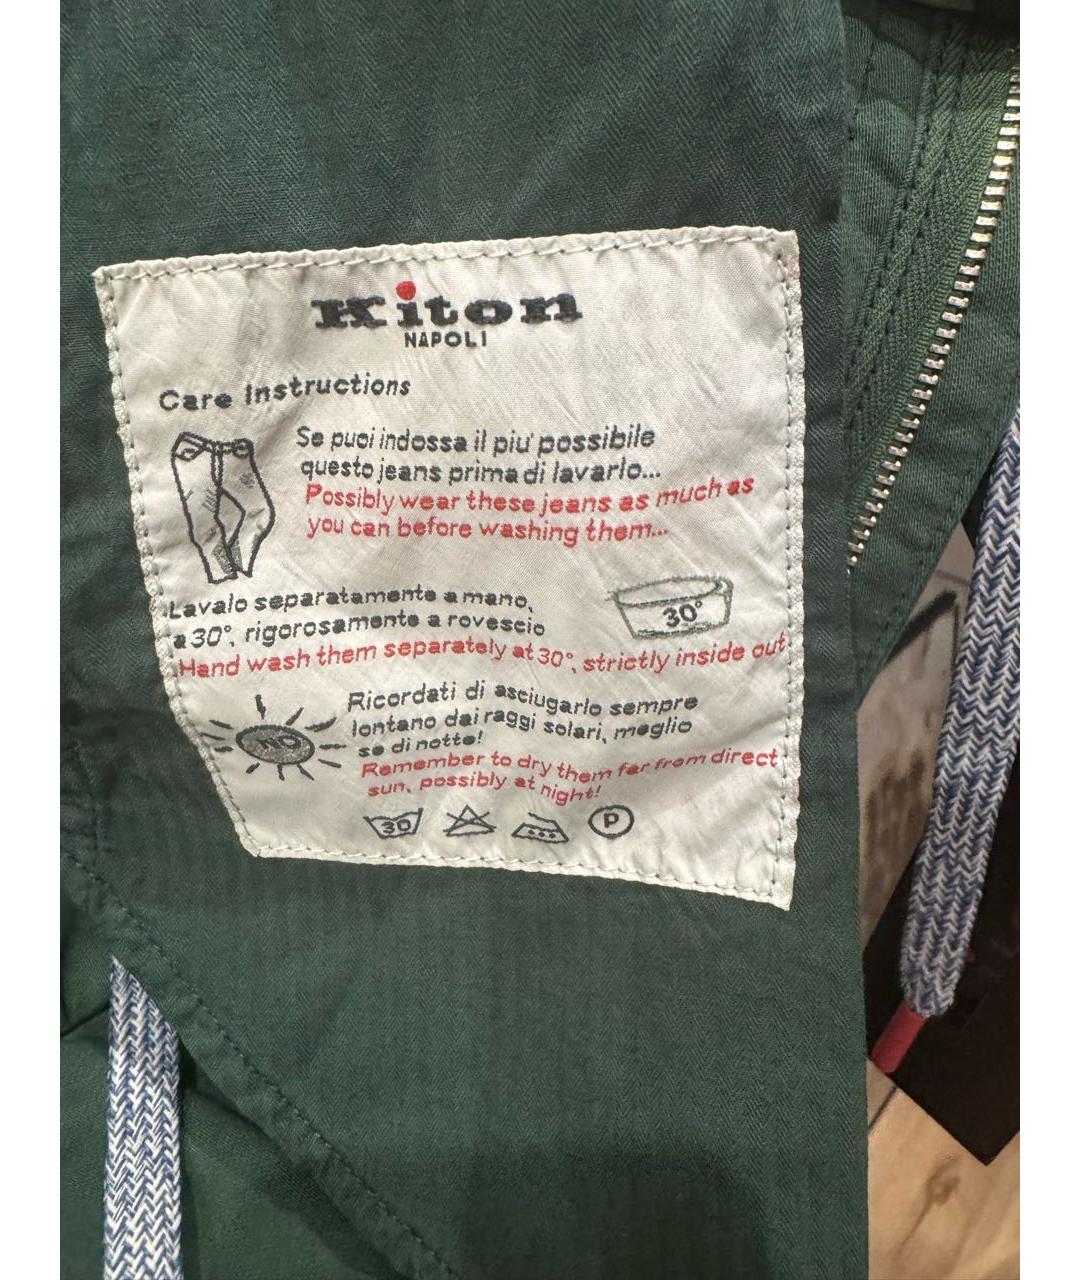 Kiton
NAPOLI
Care Instructions
Se puoi indossa il piu' possibile
questo jeans prima di lavarlo...
Possibly wear these jeans as much as
you can before washing them...
Lavalo separatamente a mano,
a 30°, rigorosamente a rovescio
30°
Hand wash them separately at 30°, strictly inside out
Ricordati di asciugarlo sempre
lontano dai raggi solari, meglio
se di notte!
NO
Remember to dry them far from direct
sun, possibly at night!
30 P